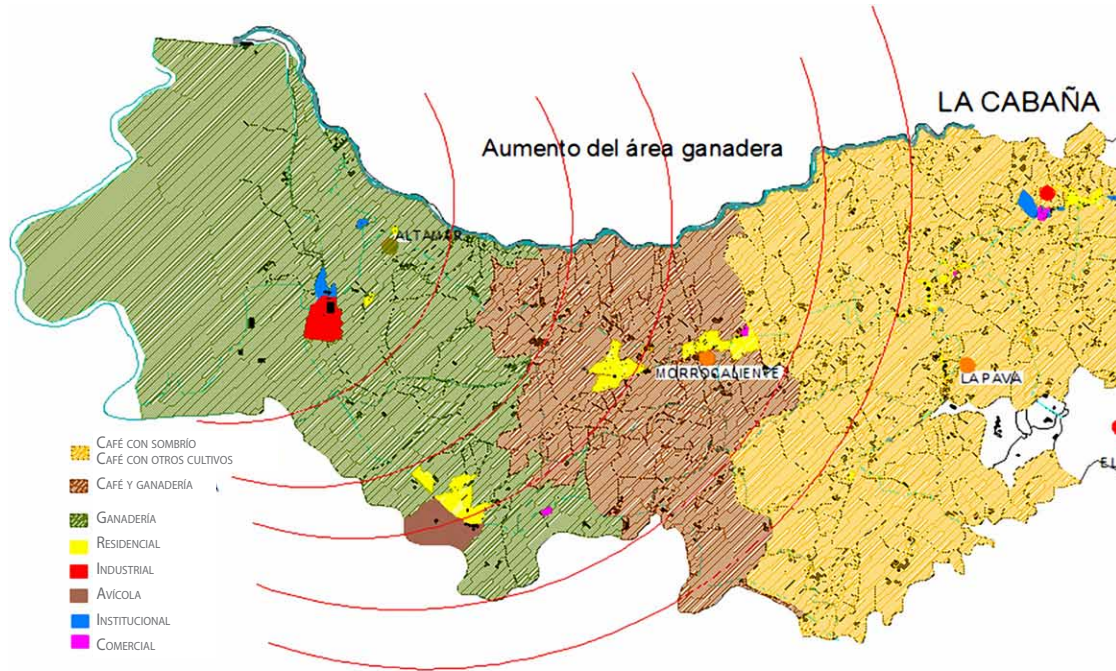 LA CABAÑA
Aumento del área ganadera
MORROCALIENTE
LA PAVA
CAFÉ CON SOMBRÍO
CAFÉ CON OTROS CULTIVOS
CAFÉ Y GANADERÍA
GANADERÍA
RESIDENCIAL
INDUSTRIAL
AVÍCOLA
INSTITUCIONAL
COMERCIAL